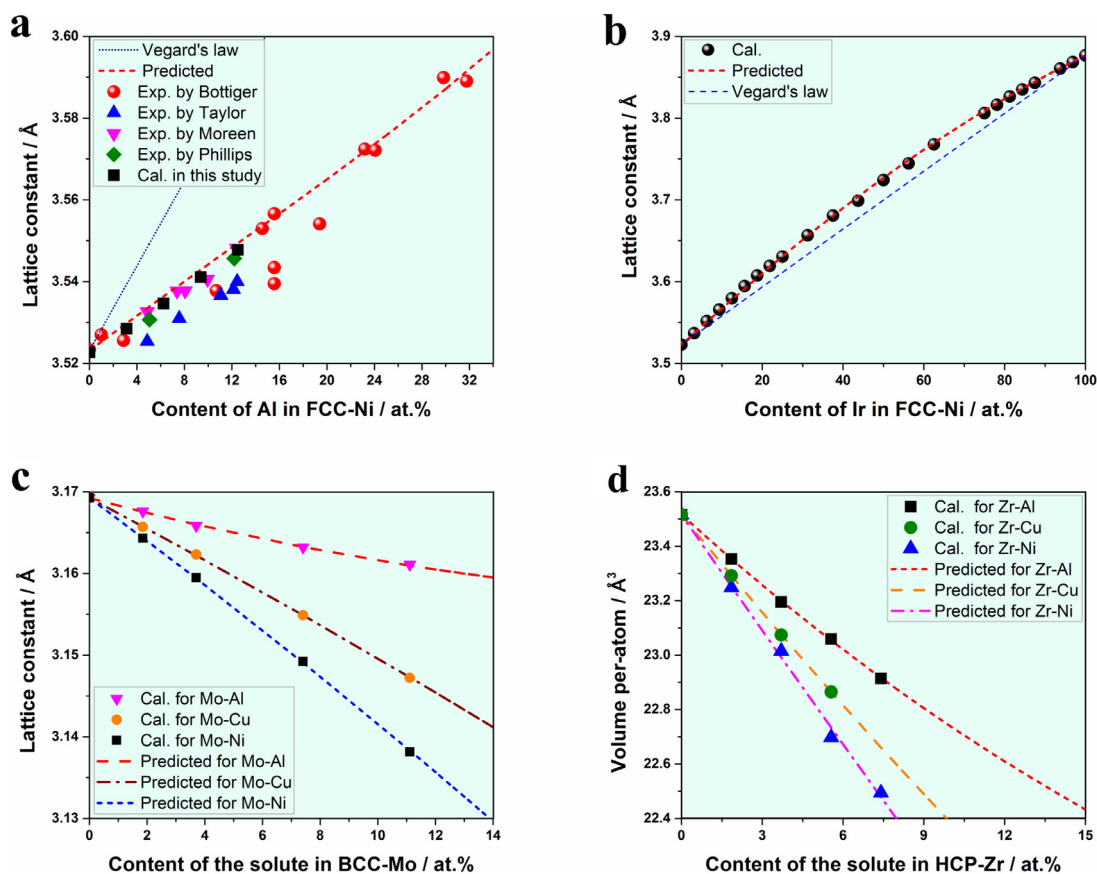 a
3.60
3.58
3.56
3.54
3.52
Lattice constant / Å
Vegard's law
Predicted
Exp. by Bottiger
Exp. by Taylor
Exp. by Moreen
Exp. by Phillips
Cal. in this study
0 4 8 12 16 20 24 28 32
Content of Al in FCC-Ni / at.%
b
3.9
3.8
3.7
3.6
3.5
Lattice constant / Å
Cal.
Predicted
Vegard's law
0 20 40 60 80 100
Content of Ir in FCC-Ni / at.%
c
3.17
3.16
3.15
3.14
3.13
Lattice constant / Å
Cal. for Mo-Al
Cal. for Mo-Cu
Cal. for Mo-Ni
Predicted for Mo-Al
Predicted for Mo-Cu
Predicted for Mo-Ni
0 2 4 6 8 10 12 14
Content of the solute in BCC-Mo / at.%
d
23.6
23.4
23.2
23.0
22.8
22.6
22.4
Volume per-atom / Å³
Cal. for Zr-Al
Cal. for Zr-Cu
Cal. for Zr-Ni
Predicted for Zr-Al
Predicted for Zr-Cu
Predicted for Zr-Ni
0 3 6 9 12 15
Content of the solute in HCP-Zr / at.%